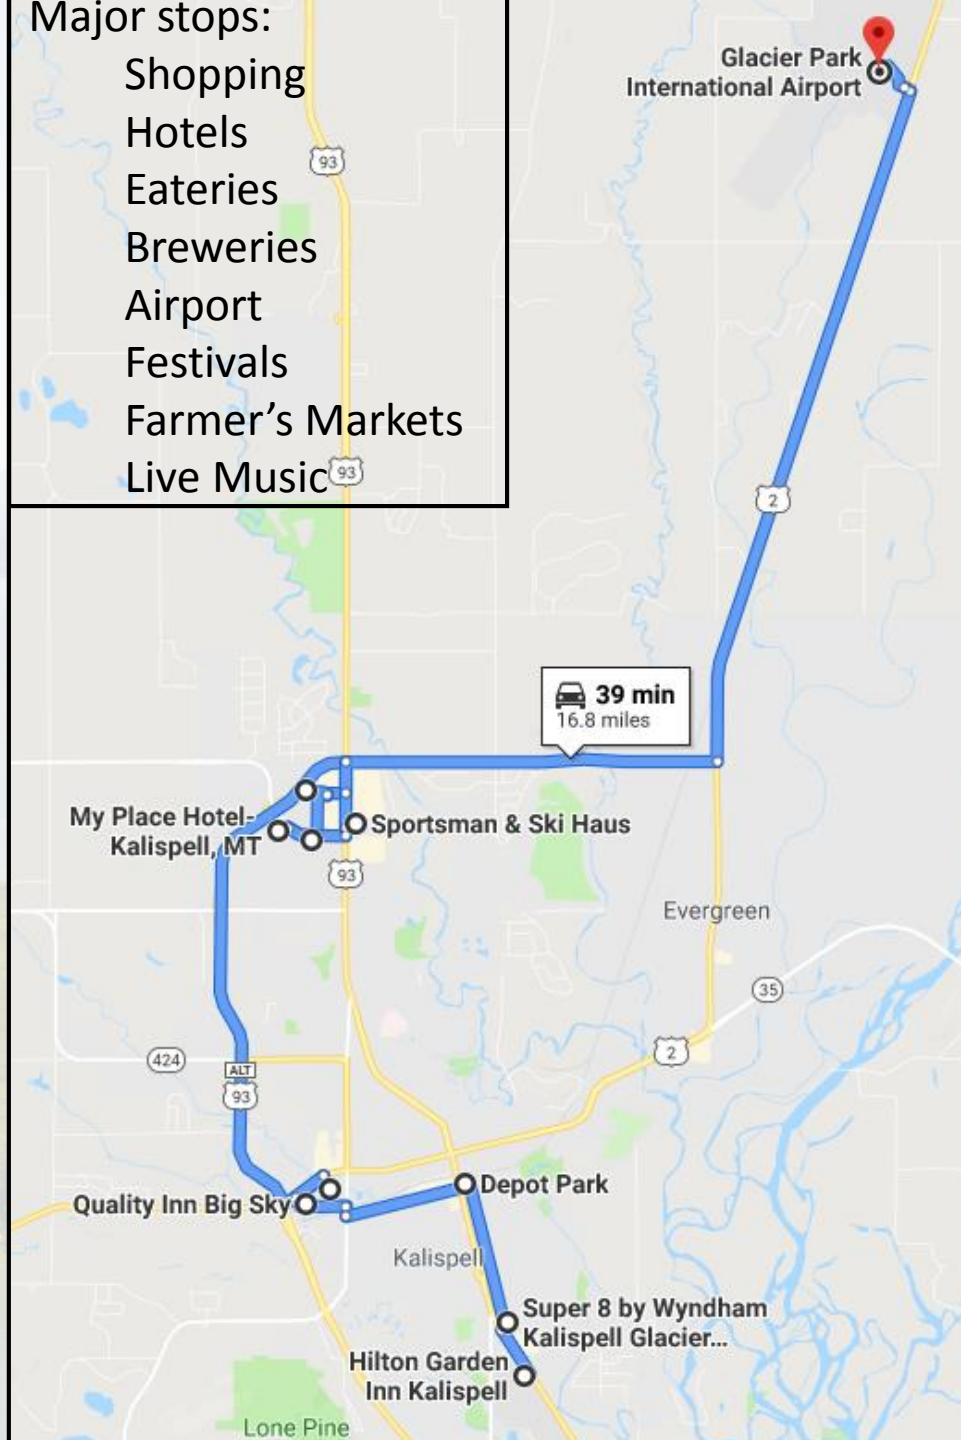 Major stops:
Shopping
Hotels
Eateries
Breweries
Airport
Festivals
Farmer’s Markets
Live Music
93
93
Glacier Park
International Airport
2
39 min
16.8 miles
My Place Hotel-
Kalispell, MT
Sportsman & Ski Haus
93
Evergreen
35
2
424
ALT
93
Quality Inn Big Sky
Depot Park
Kalispell
Super 8 by Wyndham
Kalispell Glacier...
Hilton Garden
Inn Kalispell
Lone Pine